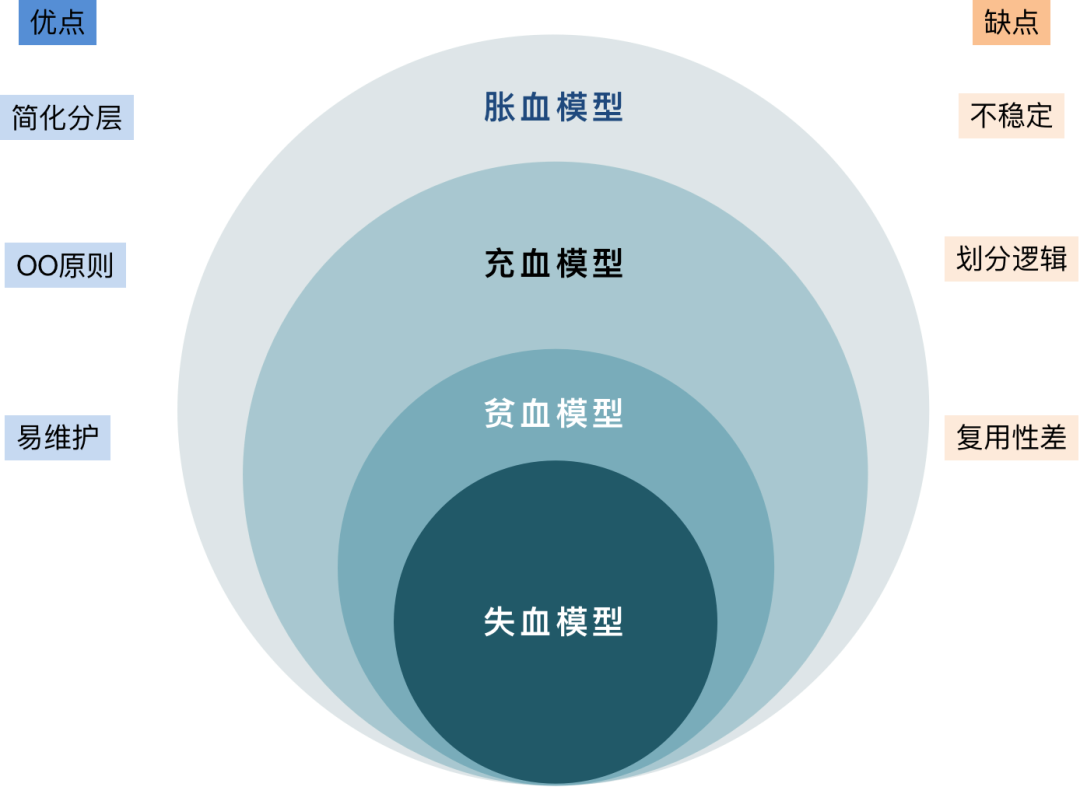 优点
缺点
简化分层
胀血模型
不稳定
OO原则
充血模型
划分逻辑
易维护
贫血模型
复用性差
失血模型